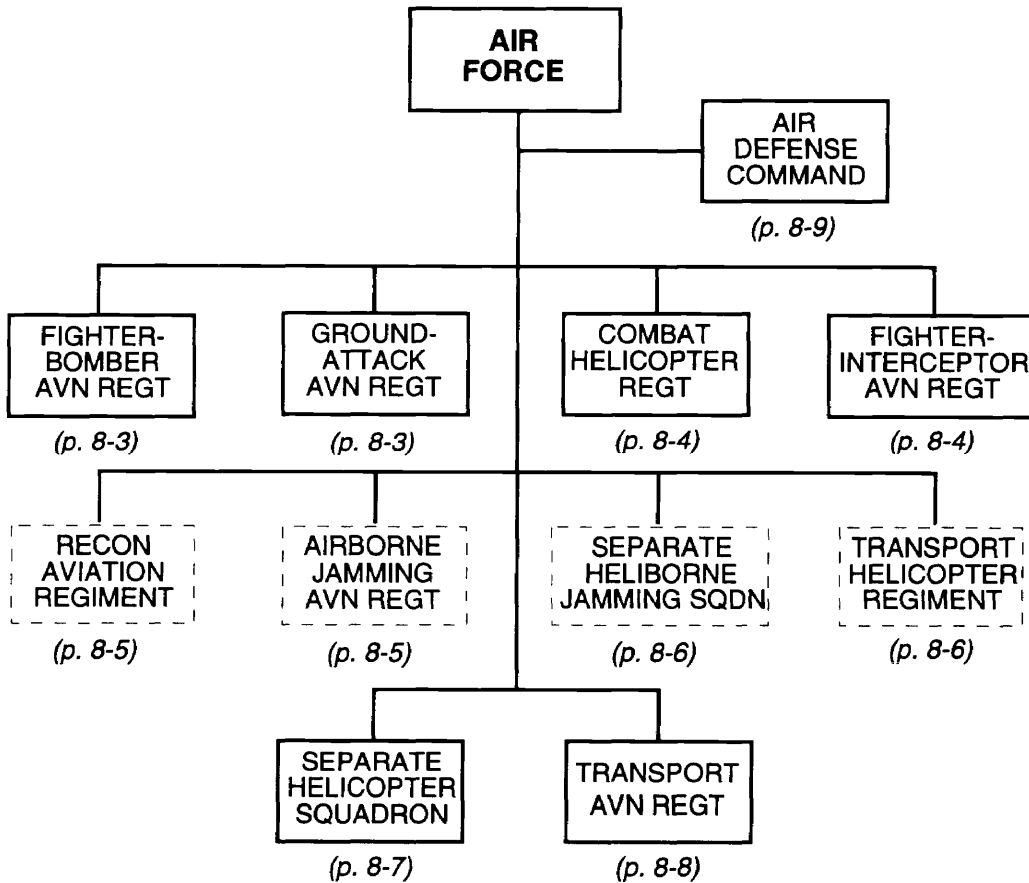 AIR
FORCE
AIR
DEFENSE
COMMAND
(p. 8-9)
FIGHTER-
BOMBER
AVN REGT
(p. 8-3)
GROUND-
ATTACK
AVN REGT
(p. 8-3)
COMBAT
HELICOPTER
REGT
(p. 8-4)
FIGHTER-
INTERCEPTOR
AVN REGT
(p. 8-4)
RECON
AVIATION
REGIMENT
(p. 8-5)
AIRBORNE
JAMMING
AVN REGT
(p. 8-5)
SEPARATE
HELIBORNE
JAMMING SQDN
(p. 8-6)
TRANSPORT
HELICOPTER
REGIMENT
(p. 8-6)
SEPARATE
HELICOPTER
SQUADRON
(p. 8-7)
TRANSPORT
AVN REGT
(p. 8-8)